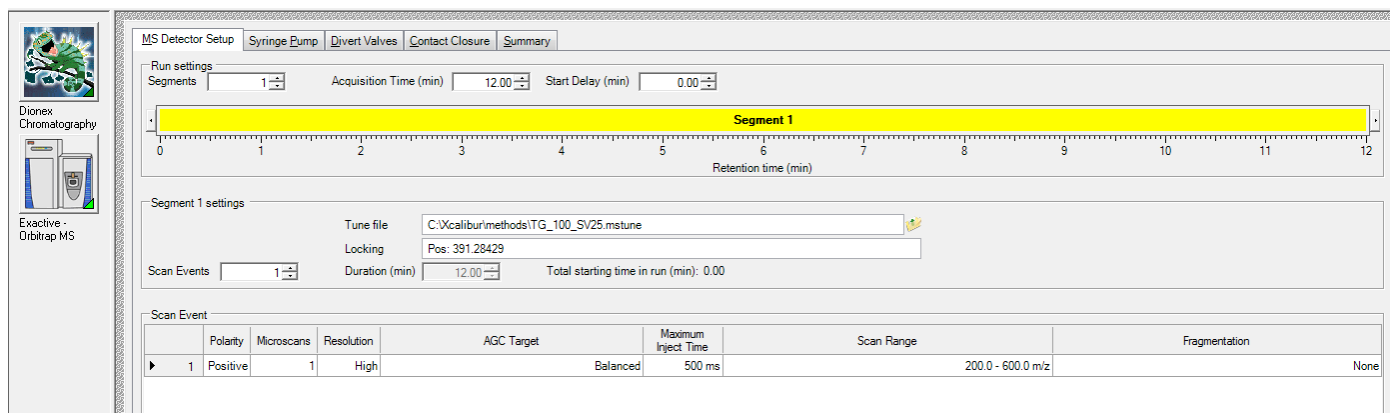 MS Detector Setup Syringe Pump Divert Valves Contact Closure Summary
Run settings
Segments 1 Acquisition Time (min) 12.00 Start Delay (min) 0.00
Segment 1
0 1 2 3 4 5 6 7 8 9 10 11 12
Retention time (min)
Dionex
Chromatography
Segment 1 settings
Tune file C:\Xcalibur\methods\TG_100_SV25.mstune
Locking Pos: 391.28429
Scan Events 1 Duration (min) 12.00 Total starting time in run (min): 0.00
Exactive -
Orbitrap MS
Scan Event
Polarity Microscans Resolution AGC Target Maximum Inject Time Scan Range Fragmentation
1 Positive 1 High Balanced 500 ms 200.0 - 600.0 m/z None